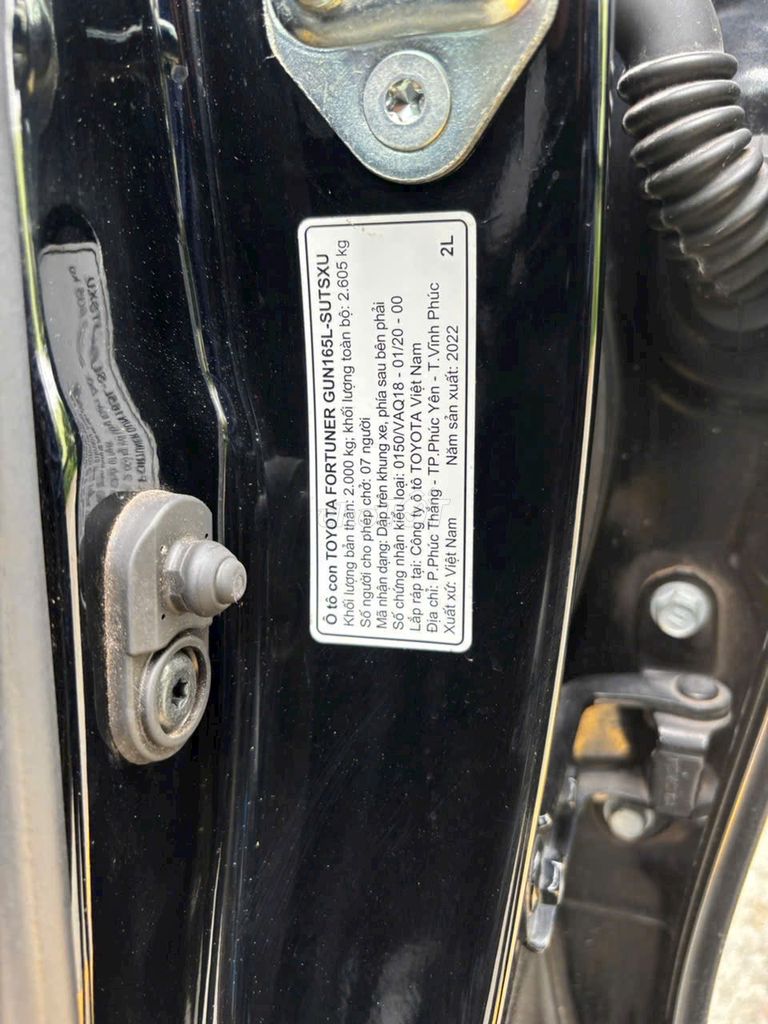 Ô tô con TOYOTA FORTUNER GUN165L-SUTSXU
Khối lượng bản thân: 2.000 kg; khối lượng toàn bộ: 2.605 kg
Số người cho phép chở: 07 người
Mã nhận dạng: Dập trên khung xe, phía sau bên phải
Số chứng nhận kiểu loại: 0150/VAQ18 - 01/20 - 00
Lắp ráp tại: Công ty ô tô TOYOTA Việt Nam
Địa chỉ: P.Phúc Thắng - TP.Phúc Yên - T.Vĩnh Phúc
Xuất xứ: Việt Nam Năm sản xuất: 2022 2L